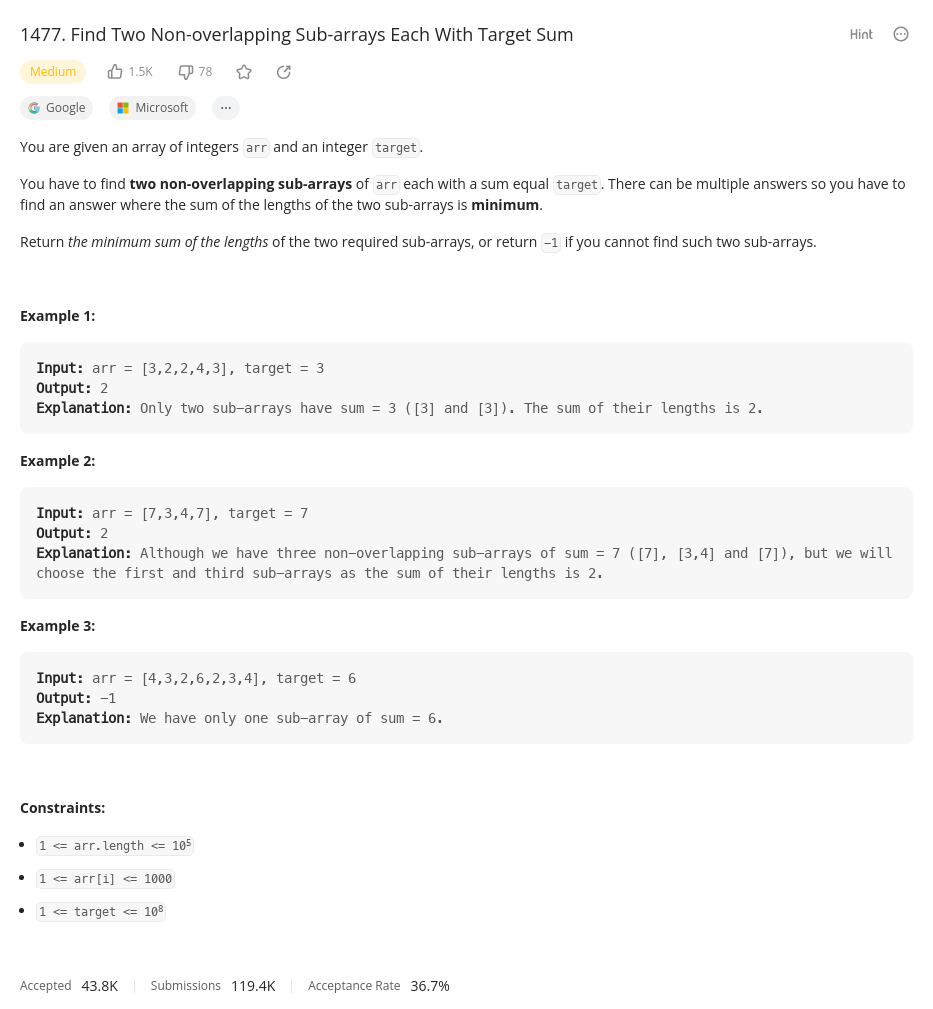 1477. Find Two Non-overlapping Sub-arrays Each With Target Sum
Hint
Medium
1.5K
78
Google
Microsoft
You are given an array of integers arr and an integer target.
You have to find two non-overlapping sub-arrays of arr each with a sum equal target. There can be multiple answers so you have to
find an answer where the sum of the lengths of the two sub-arrays is minimum.
Return the minimum sum of the lengths of the two required sub-arrays, or return -1 if you cannot find such two sub-arrays.
Example 1:
Input: arr = [3,2,2,4,3], target = 3
Output: 2
Explanation: Only two sub-arrays have sum = 3 ([3] and [3]). The sum of their lengths is 2.
Example 2:
Input: arr = [7,3,4,7], target = 7
Output: 2
Explanation: Although we have three non-overlapping sub-arrays of sum = 7 ([7], [3,4] and [7]), but we will
choose the first and third sub-arrays as the sum of their lengths is 2.
Example 3:
Input: arr = [4,3,2,6,2,3,4], target = 6
Output: -1
Explanation: We have only one sub-array of sum = 6.
Constraints:
• 1 <= arr.length <= 10⁵
• 1 <= arr[i] <= 1000
• 1 <= target <= 10⁸
Accepted 43.8K Submissions 119.4K Acceptance Rate 36.7%